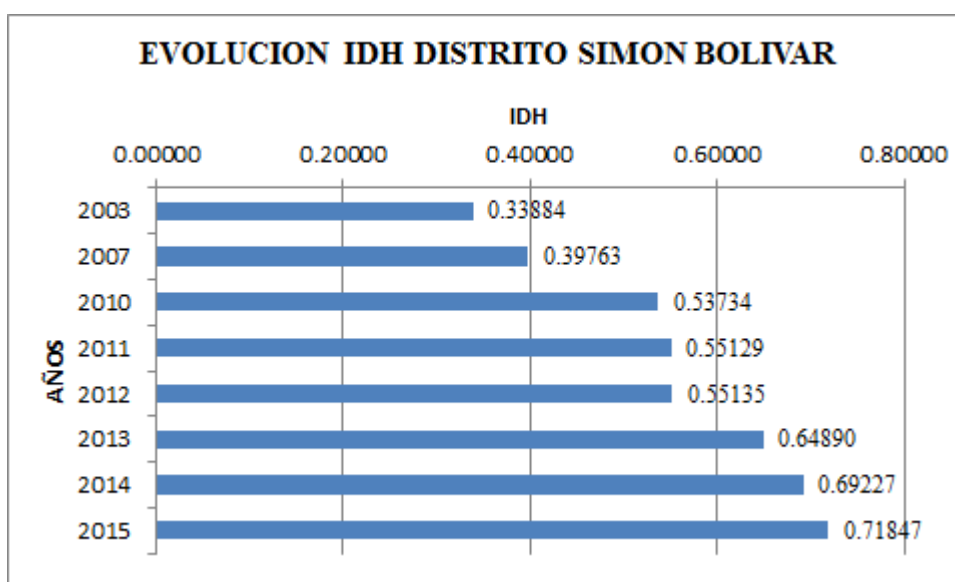 EVOLUCION IDH DISTRITO SIMON BOLIVAR
IDH
0.00000 0.20000 0.40000 0.60000 0.80000
2003 0.33884
2007 0.39763
2010 0.53734
2011 0.55129
2012 0.55135
2013 0.64890
2014 0.69227
2015 0.71847
AÑOS